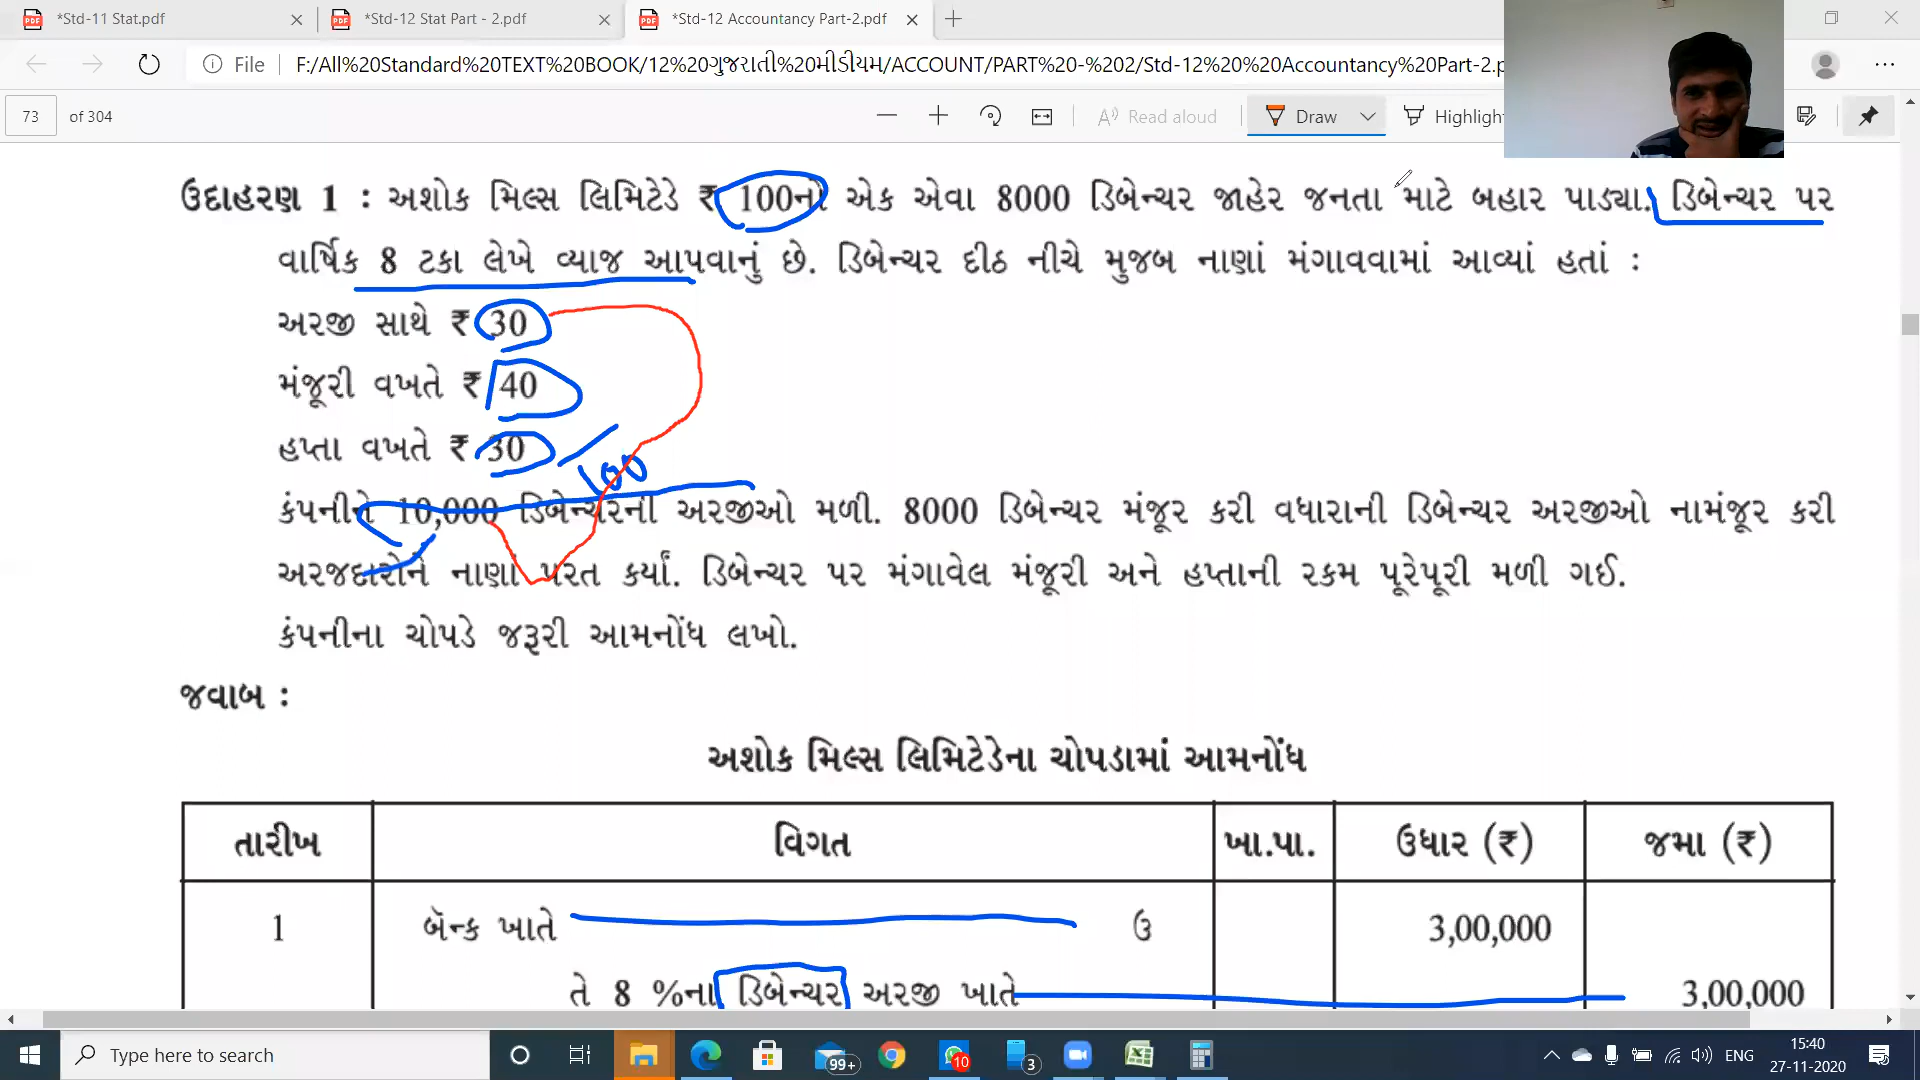 *Std-11 Stat.pdf
*Std-12 Stat Part - 2.pdf
*Std-12 Accountancy Part-2.pdf
File
F:/All%20Standard%20TEXT%20BOOK/12%20ગુજરાતી%20મીડીયમ/ACCOUNT/PART%20-%202/Std-12%20%20Accountancy%20Part-2.p
73 of 304
Read aloud
Draw
Highligh
ઉદાહરણ 1 : અશોક મિલ્સ લિમિટેડે ₹ 100નો એક એવા 8000 ડિબેન્ચર જાહેર જનતા માટે બહાર પાડ્યા. ડિબેન્ચર પર
વાર્ષિક 8 ટકા લેખે વ્યાજ આપવાનું છે. ડિબેન્ચર દીઠ નીચે મુજબ નાણાં મંગાવવામાં આવ્યાં હતાં :
અરજી સાથે ₹ 30
મંજૂરી વખતે ₹ 40
હપ્તા વખતે ₹ 30
100
કંપનીને 10,000 ડિબેન્ચરની અરજીઓ મળી. 8000 ડિબેન્ચર મંજૂર કરી વધારાની ડિબેન્ચર અરજીઓ નામંજૂર કરી
અરજદારોને નાણા પરત કર્યાં. ડિબેન્ચર પર મંગાવેલ મંજૂરી અને હપ્તાની રકમ પૂરેપૂરી મળી ગઈ.
કંપનીના ચોપડે જરૂરી આમનોંધ લખો.
જવાબ :
અશોક મિલ્સ લિમિટેડેના ચોપડામાં આમનોંધ
તારીખ વિગત ખા.પા. ઉધાર (₹) જમા (₹)
1 બૅન્ક ખાતે ઉ 3,00,000
તે 8 %ના ડિબેન્ચર અરજી ખાતે 3,00,000
Type here to search
99+
10
3
ENG
15:40
27-11-2020